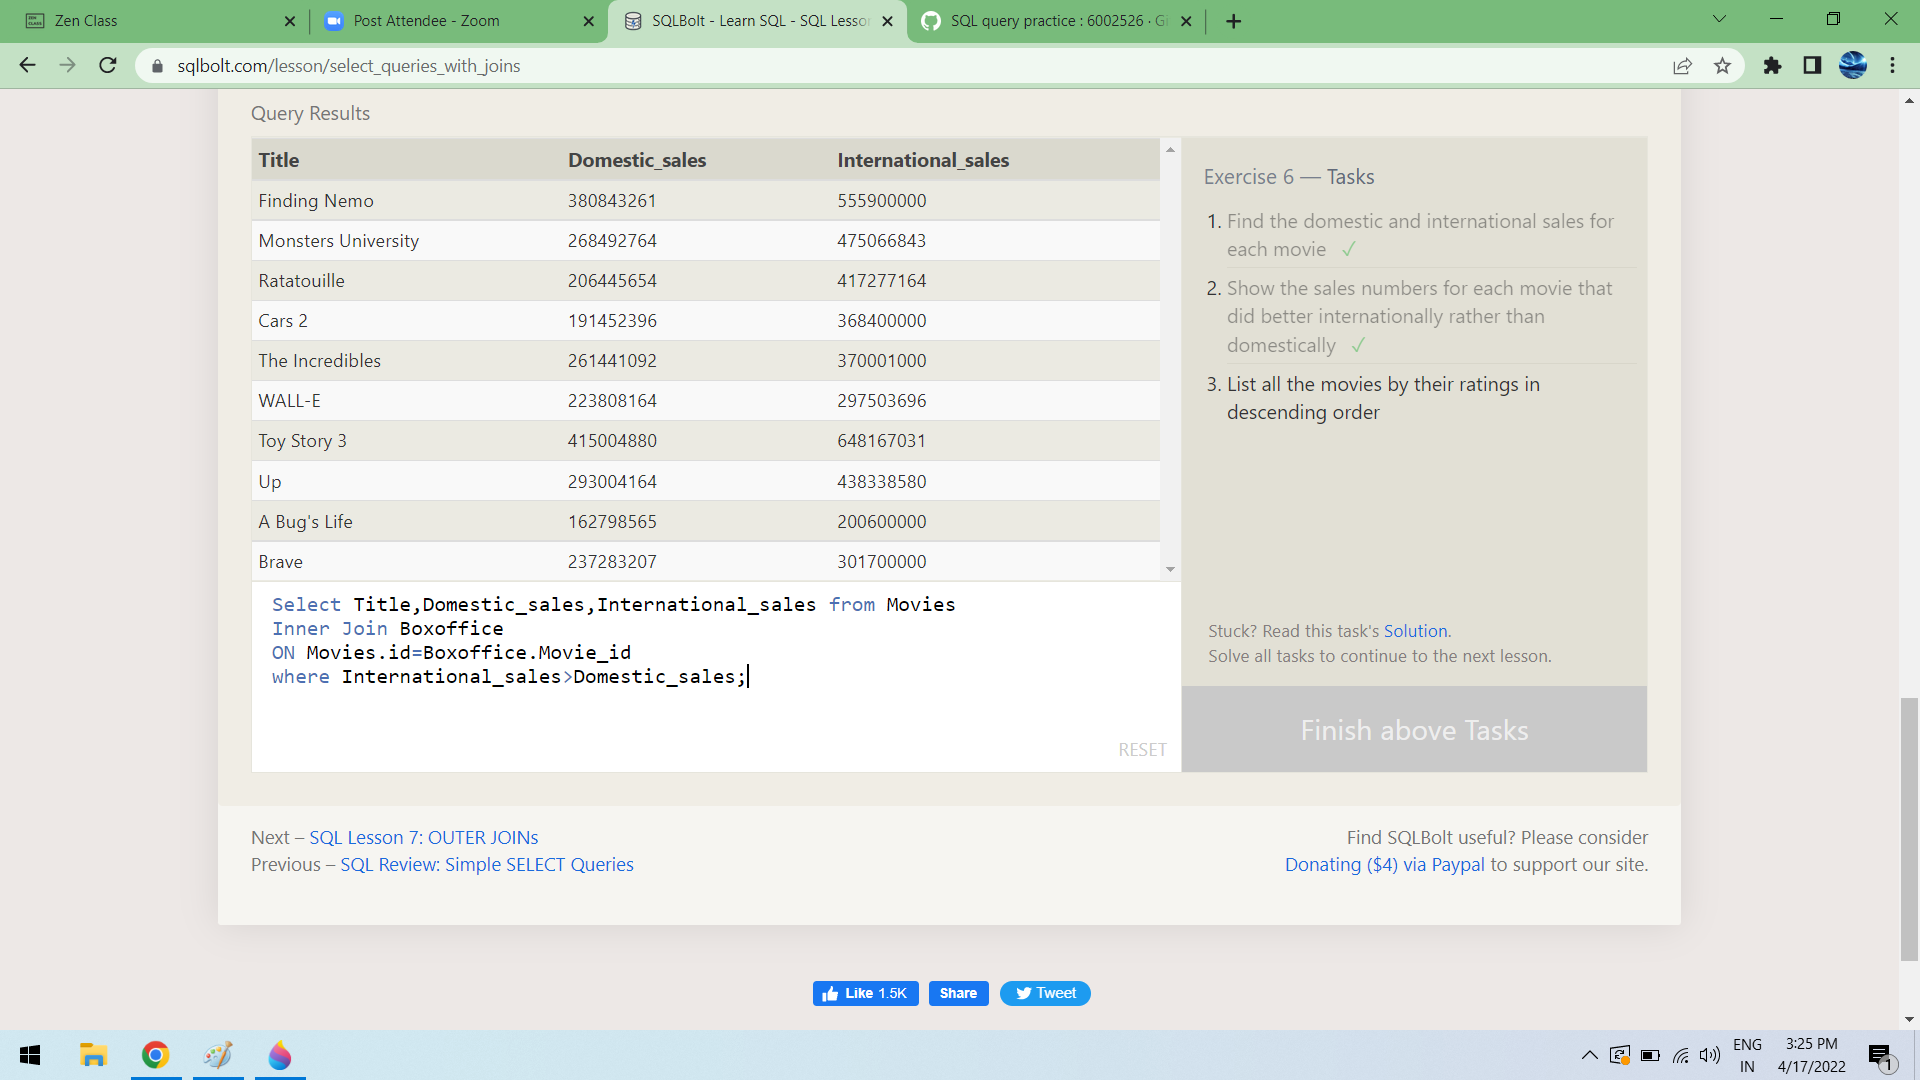 Zen Class
Post Attendee - Zoom
SQLBolt - Learn SQL - SQL Lesson
SQL query practice : 6002526 · Gi
sqlbolt.com/lesson/select_queries_with_joins
Query Results
Title Domestic_sales International_sales
Finding Nemo 380843261 555900000
Monsters University 268492764 475066843
Ratatouille 206445654 417277164
Cars 2 191452396 368400000
The Incredibles 261441092 370001000
WALL-E 223808164 297503696
Toy Story 3 415004880 648167031
Up 293004164 438338580
A Bug's Life 162798565 200600000
Brave 237283207 301700000
Select Title,Domestic_sales,International_sales from Movies
Inner Join Boxoffice
ON Movies.id=Boxoffice.Movie_id
where International_sales>Domestic_sales;
RESET
Exercise 6 — Tasks
1. Find the domestic and international sales for
each movie ✓
2. Show the sales numbers for each movie that
did better internationally rather than
domestically ✓
3. List all the movies by their ratings in
descending order
Stuck? Read this task's Solution.
Solve all tasks to continue to the next lesson.
Finish above Tasks
Next – SQL Lesson 7: OUTER JOINs
Previous – SQL Review: Simple SELECT Queries
Find SQLBolt useful? Please consider
Donating ($4) via Paypal to support our site.
Like 1.5K
Share
Tweet
ENG
IN
3:25 PM
4/17/2022
1